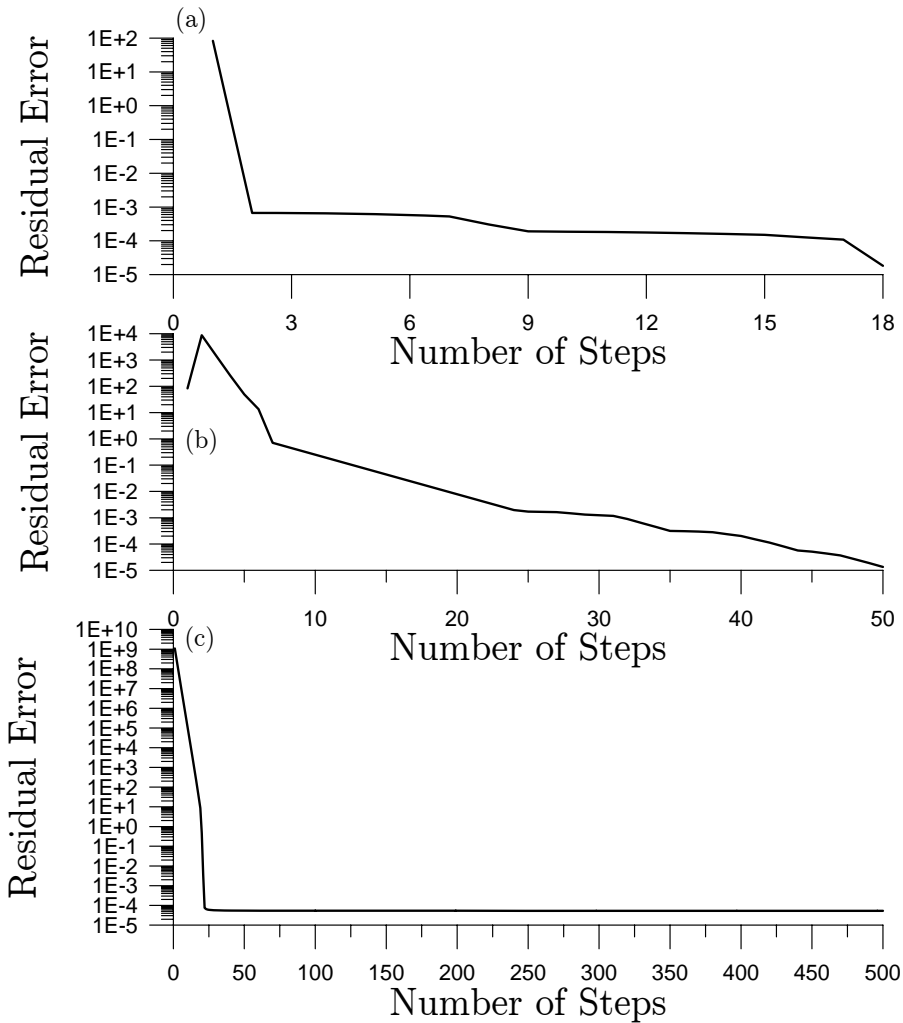 (a)
Residual Error
1E+2
1E+1
1E+0
1E-1
1E-2
1E-3
1E-4
1E-5
0 3 6 9 12 15 18
Number of Steps
(b)
Residual Error
1E+4
1E+3
1E+2
1E+1
1E+0
1E-1
1E-2
1E-3
1E-4
1E-5
0 10 20 30 40 50
Number of Steps
(c)
Residual Error
1E+10
1E+9
1E+8
1E+7
1E+6
1E+5
1E+4
1E+3
1E+2
1E+1
1E+0
1E-1
1E-2
1E-3
1E-4
1E-5
0 50 100 150 200 250 300 350 400 450 500
Number of Steps